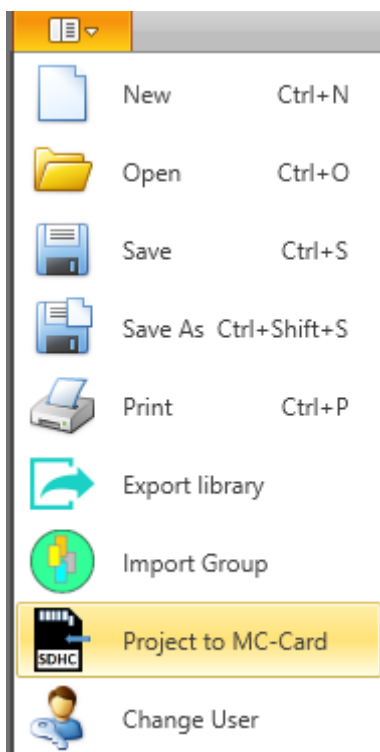 New Ctrl+N
Open Ctrl+O
Save Ctrl+S
Save As Ctrl+Shift+S
Print Ctrl+P
Export library
Import Group
SDHC Project to MC-Card
Change User